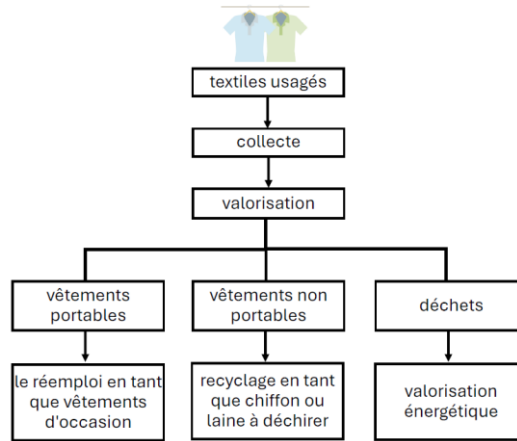 textiles usagés
collecte
valorisation
vêtements
portables
vêtements non
portables
déchets
le réemploi en tant
que vêtements
d'occasion
recyclage en tant
que chiffon ou
laine à déchirer
valorisation
énergétique